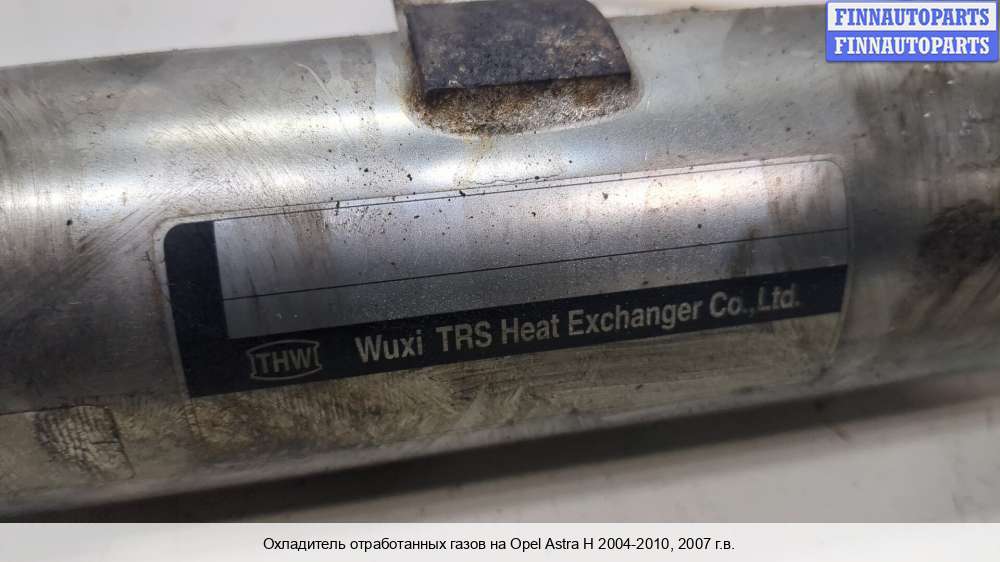 FINNAUTOPARTS
FINNAUTOPARTS
THW
Wuxi TRS Heat Exchanger Co.,Ltd.
Охладитель отработанных газов на Opel Astra H 2004-2010, 2007 г.в.